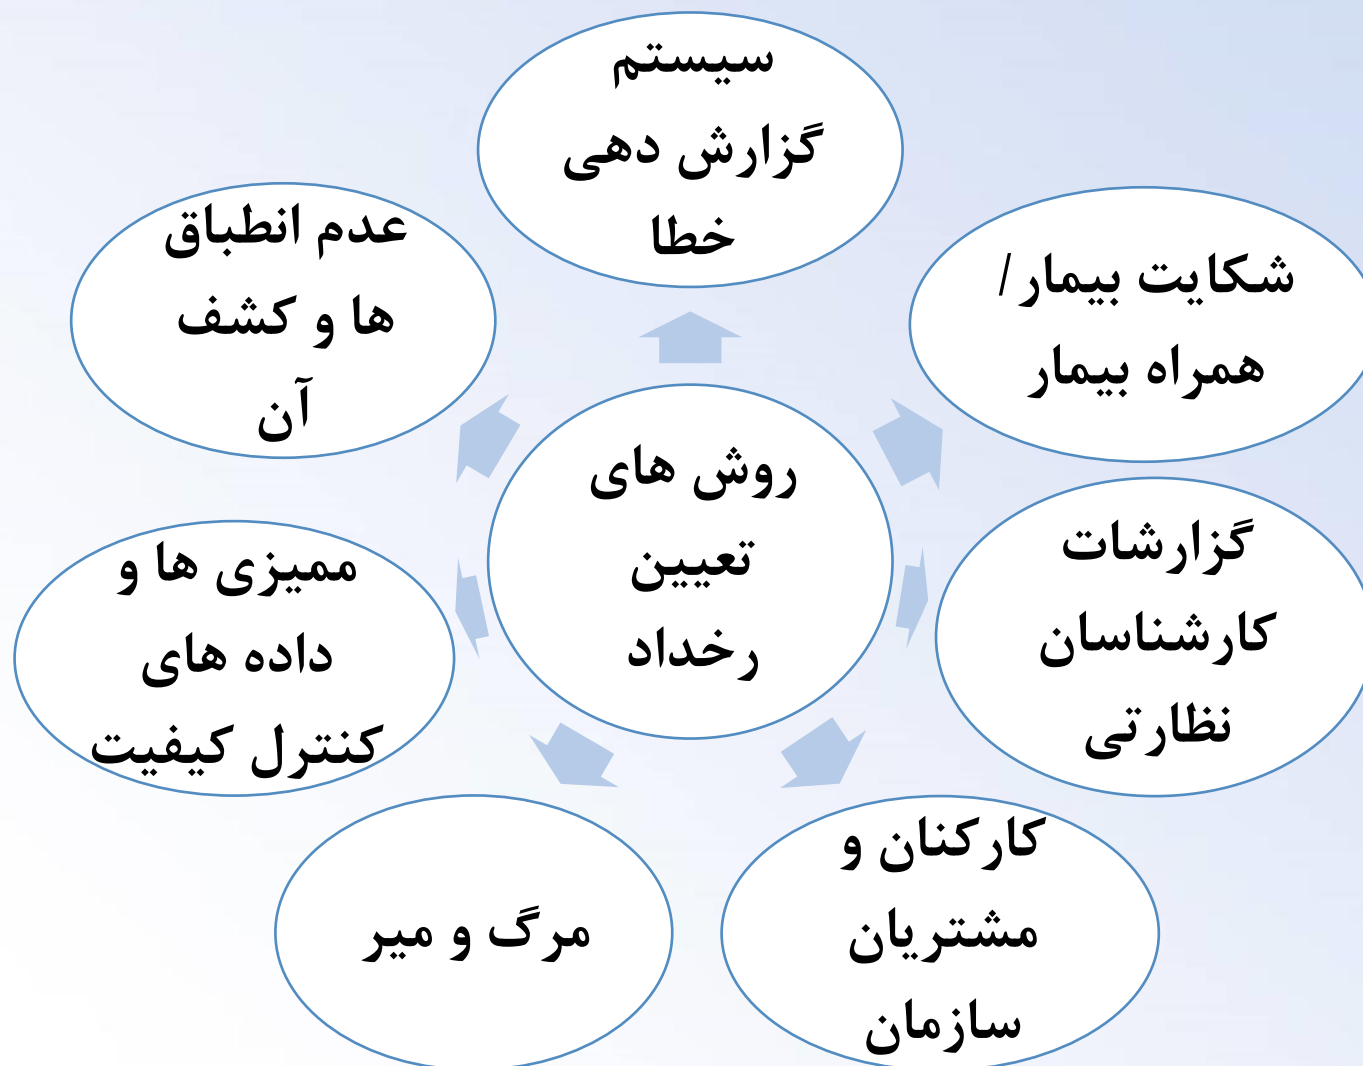 سیستم
گزارش دهی
خطا
شکایت بیمار/
همراه بیمار
گزارشات
کارشناسان
نظارتی
کارکنان و
مشتریان
سازمان
مرگ و میر
ممیزی ها و
داده های
کنترل کیفیت
عدم انطباق
ها و کشف
آن
روش های
تعیین
رخداد